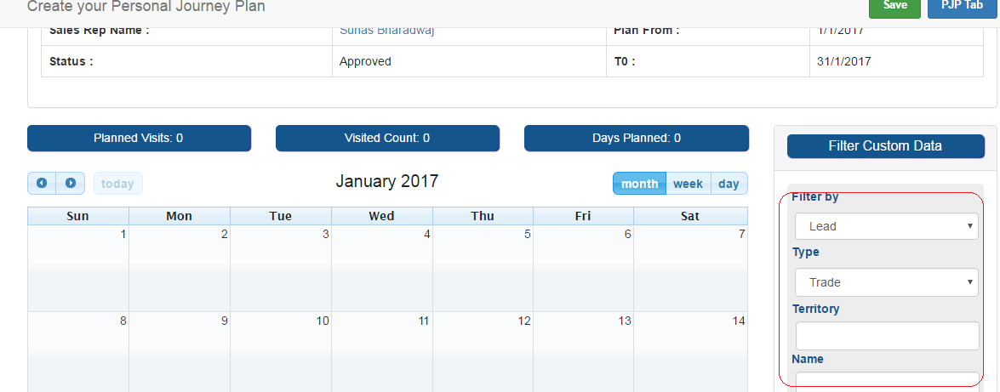 Create your Personal Journey Plan
Save
PJP Tab
Sales Rep Name :
Suhas Bharadwaj
Plan From :
1/1/2017
Status :
Approved
T0 :
31/1/2017
Planned Visits: 0
Visited Count: 0
Days Planned: 0
Filter Custom Data
today
January 2017
month
week
day
Sun Mon Tue Wed Thu Fri Sat
1 2 3 4 5 6 7
8 9 10 11 12 13 14
Filter by
Lead
Type
Trade
Territory
Name